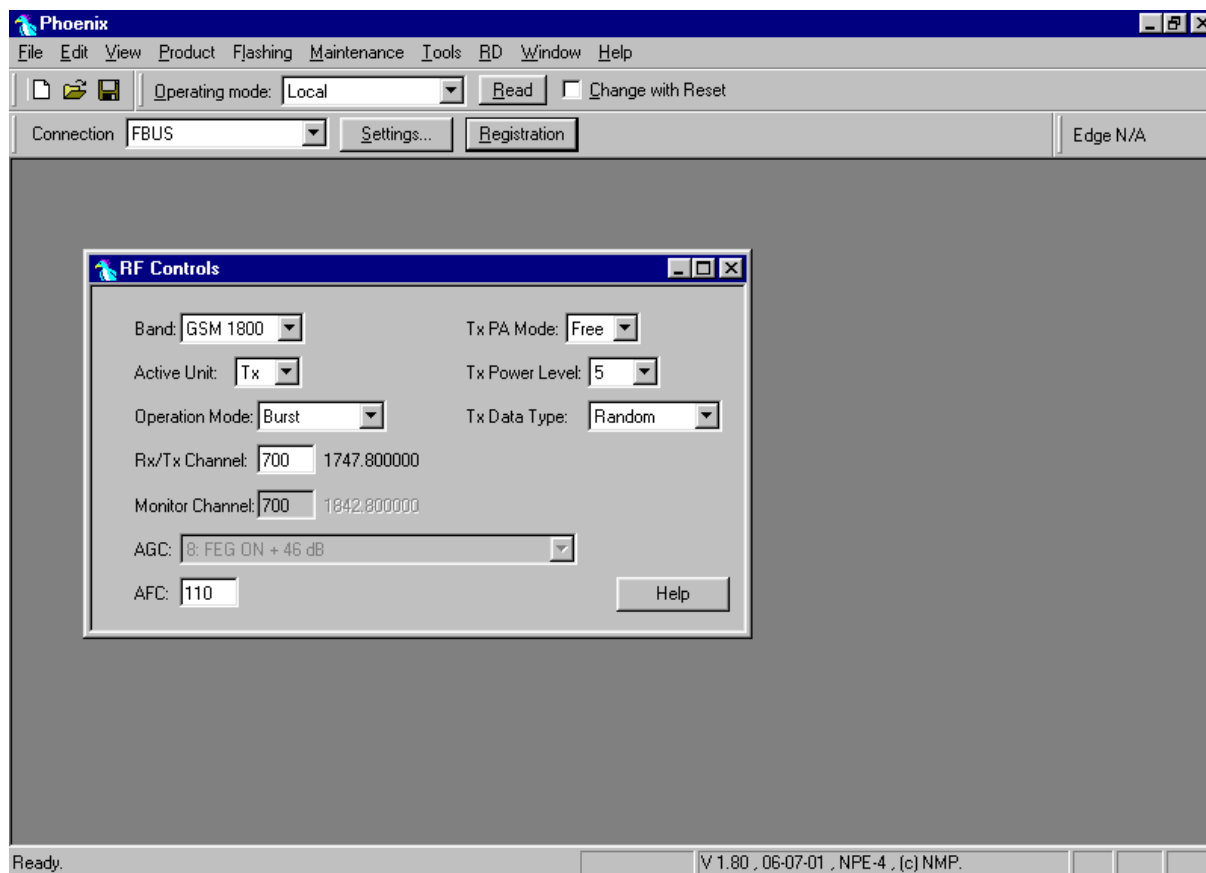 Phoenix
File Edit View Product Flashing Maintenance Tools RD Window Help
Operating mode: Local Read Change with Reset
Connection FBUS Settings... Registration Edge N/A
RF Controls
Band: GSM 1800 Tx PA Mode: Free
Active Unit: Tx Tx Power Level: 5
Operation Mode: Burst Tx Data Type: Random
Rx/Tx Channel: 700 1747.800000
Monitor Channel: 700 1842.800000
AGC: 8: FEG ON + 46 dB
AFC: 110 Help
Ready. V 1.80 , 06-07-01 , NPE-4 , (c) NMP.